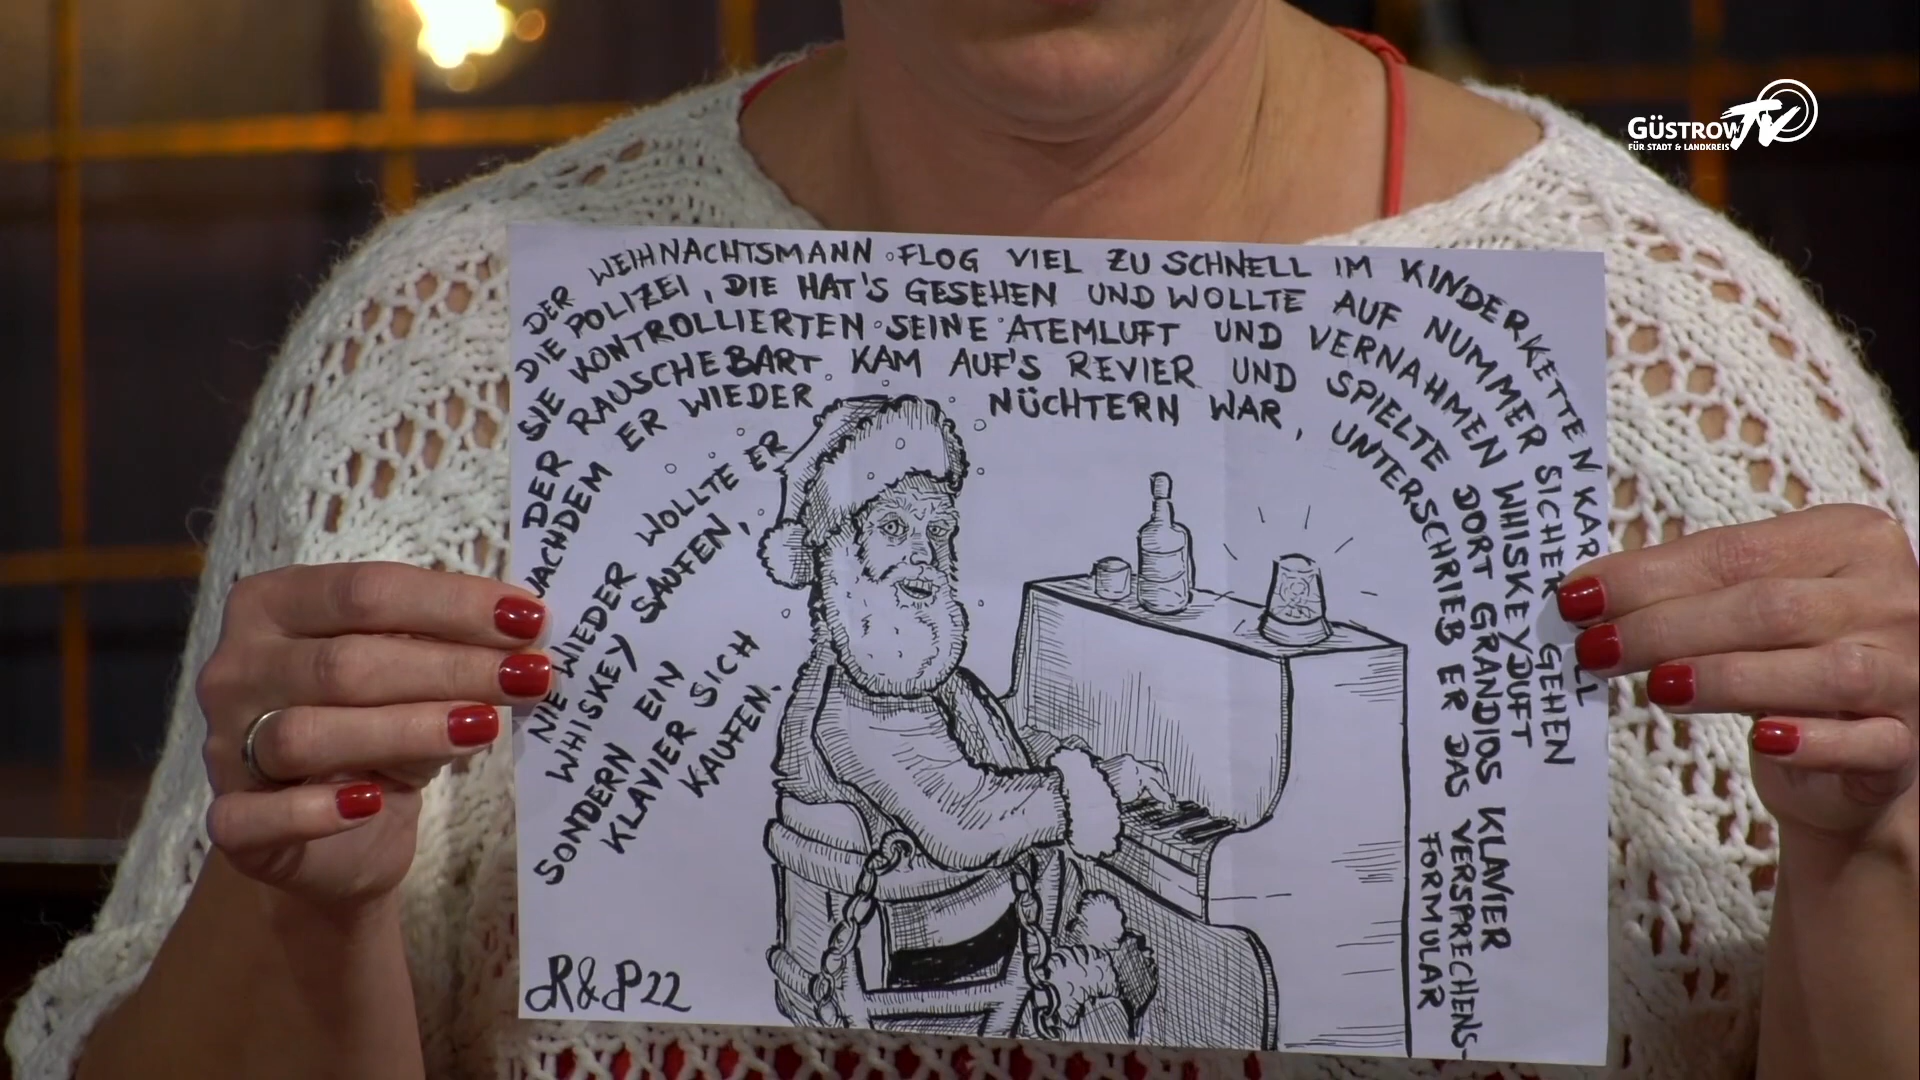 GÜSTROW TV
FÜR STADT & LANDKREIS
DER WEIHNACHTSMANN FLOG VIEL ZU SCHNELL IM KINDERKETTENKAR
DIE POLIZEI, DIE HAT'S GESEHEN UND WOLLTE AUF NUMMER SICHER GEHEN
SIE KONTROLLIERTEN SEINE ATEMLUFT UND VERNAHMEN WHISKEYDUFT
DER RAUSCHEBART KAM AUF'S REVIER UND SPIELTE DORT GRANDIOS KLAVIER
NACHDEM ER WIEDER NÜCHTERN WAR, UNTERSCHRIEB ER DAS VERSPRECHENS-
FORMULAR
NIE WIEDER WOLLTE ER
WHISKEY SAUFEN,
SONDERN EIN
KLAVIER SICH
KAUFEN.
R&P22